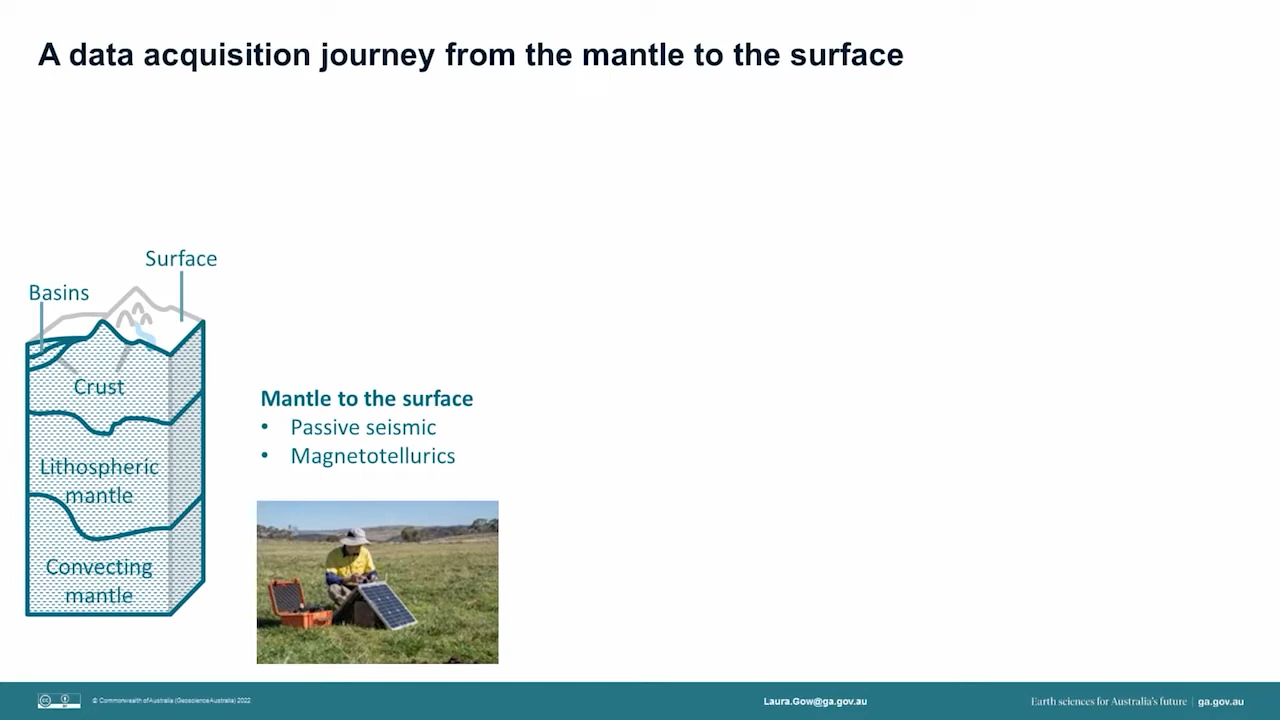 A data acquisition journey from the mantle to the surface
Surface
Basins
Crust
Lithospheric
mantle
Convecting
mantle
Mantle to the surface
• Passive seismic
• Magnetotellurics
© Commonwealth of Australia (Geoscience Australia) 2022
Laura.Gow@ga.gov.au
Earth sciences for Australia's future | ga.gov.au